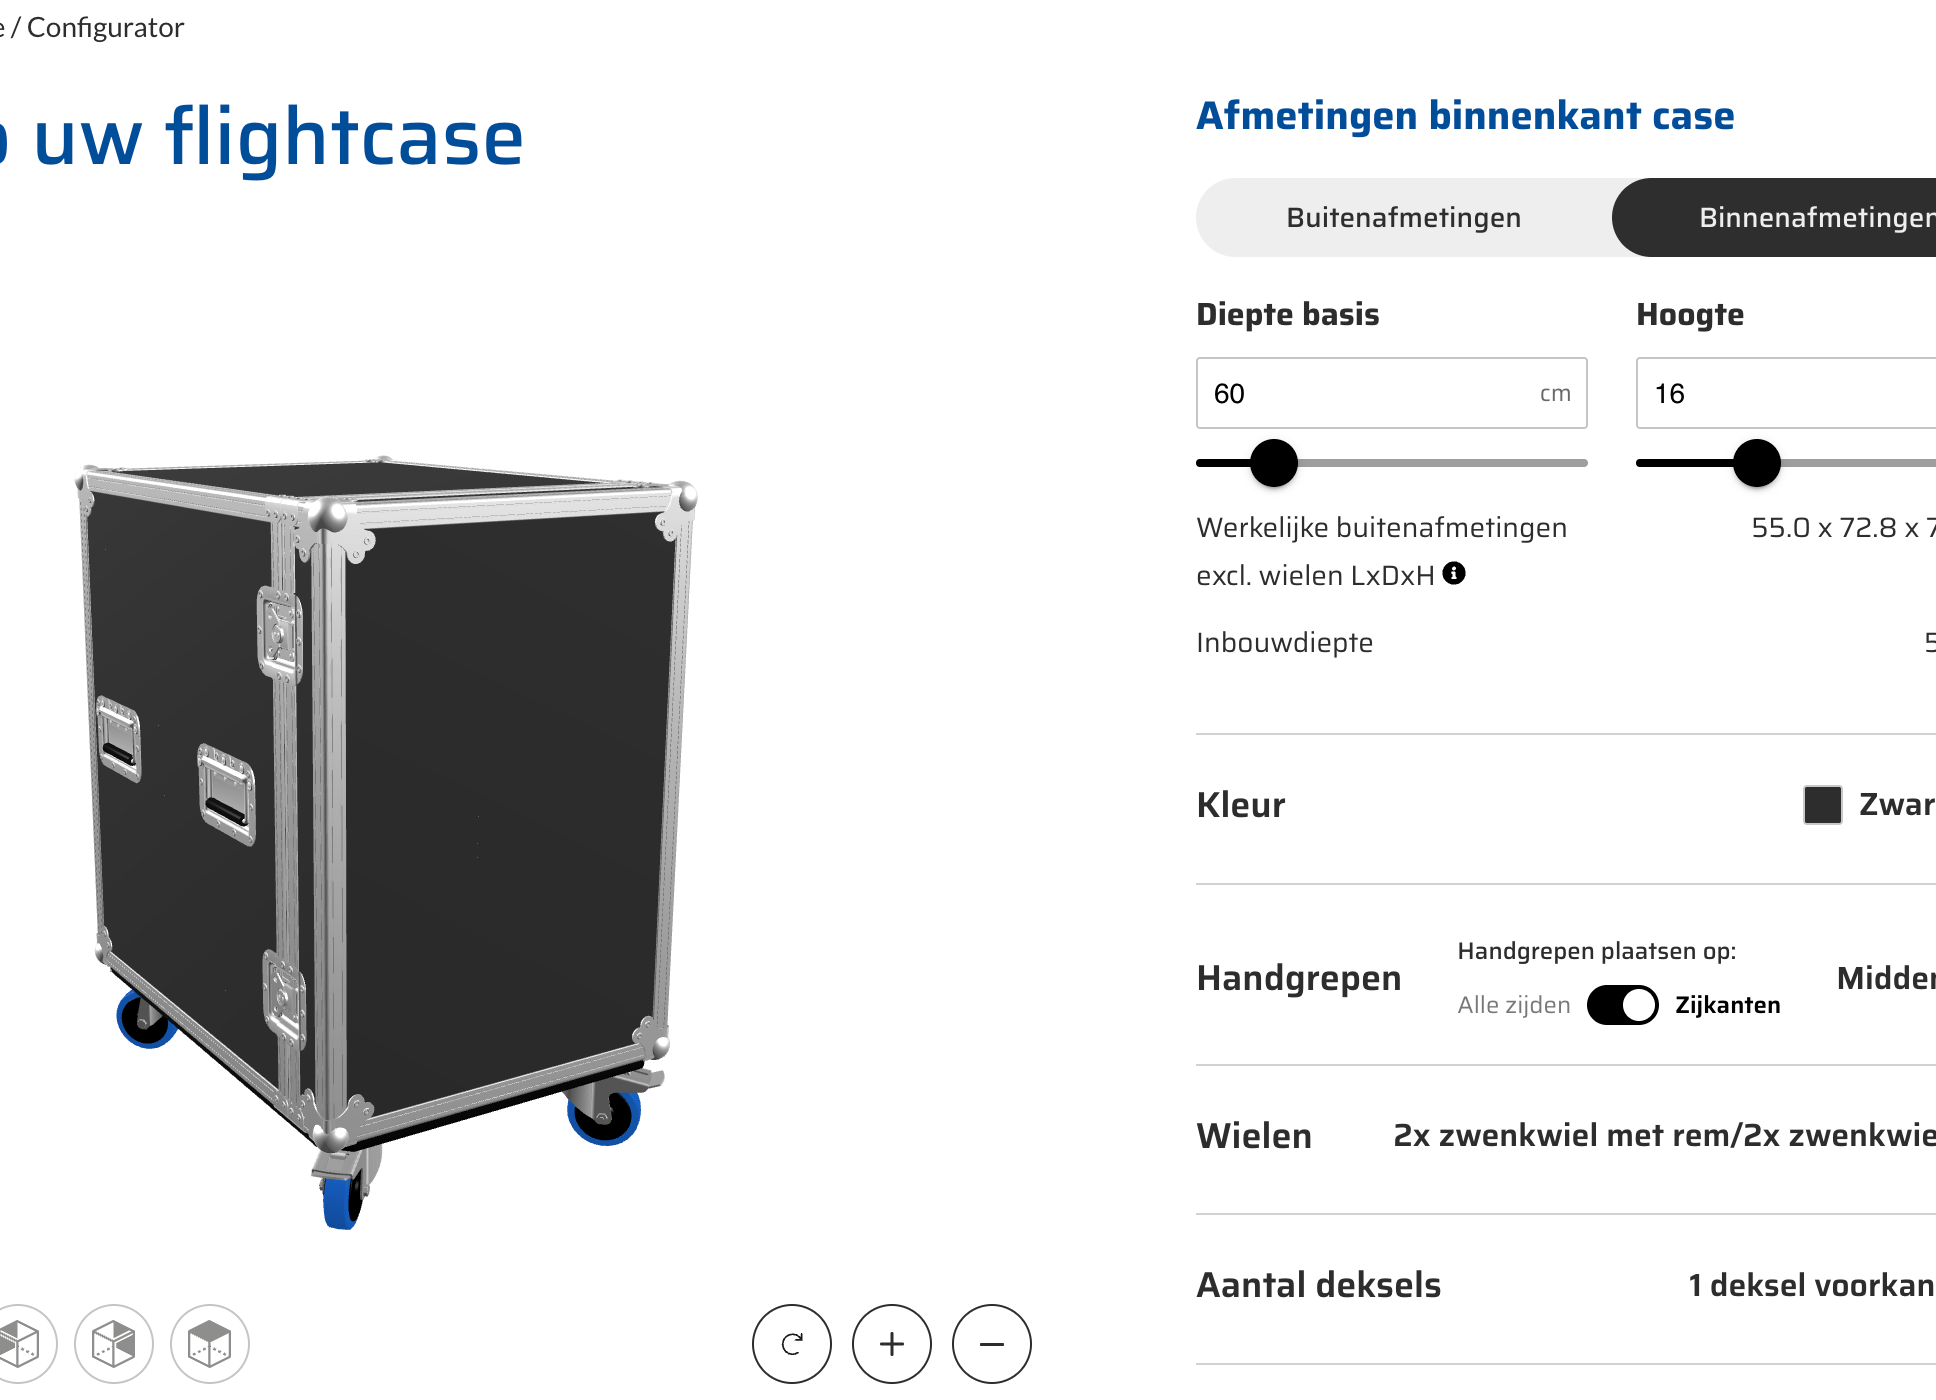 / Configurator
uw flightcase
Afmetingen binnenkant case
Buitenafmetingen
Binnenafmetingen
Diepte basis
Hoogte
60 cm
16
Werkelijke buitenafmetingen
excl. wielen LxDxH
55.0 x 72.8 x 7
Inbouwdiepte
5
Kleur
Zwar
Handgrepen
Handgrepen plaatsen op:
Alle zijden
Zijkanten
Midden
Wielen
2x zwenkwiel met rem/2x zwenkwie
Aantal deksels
1 deksel voorkan